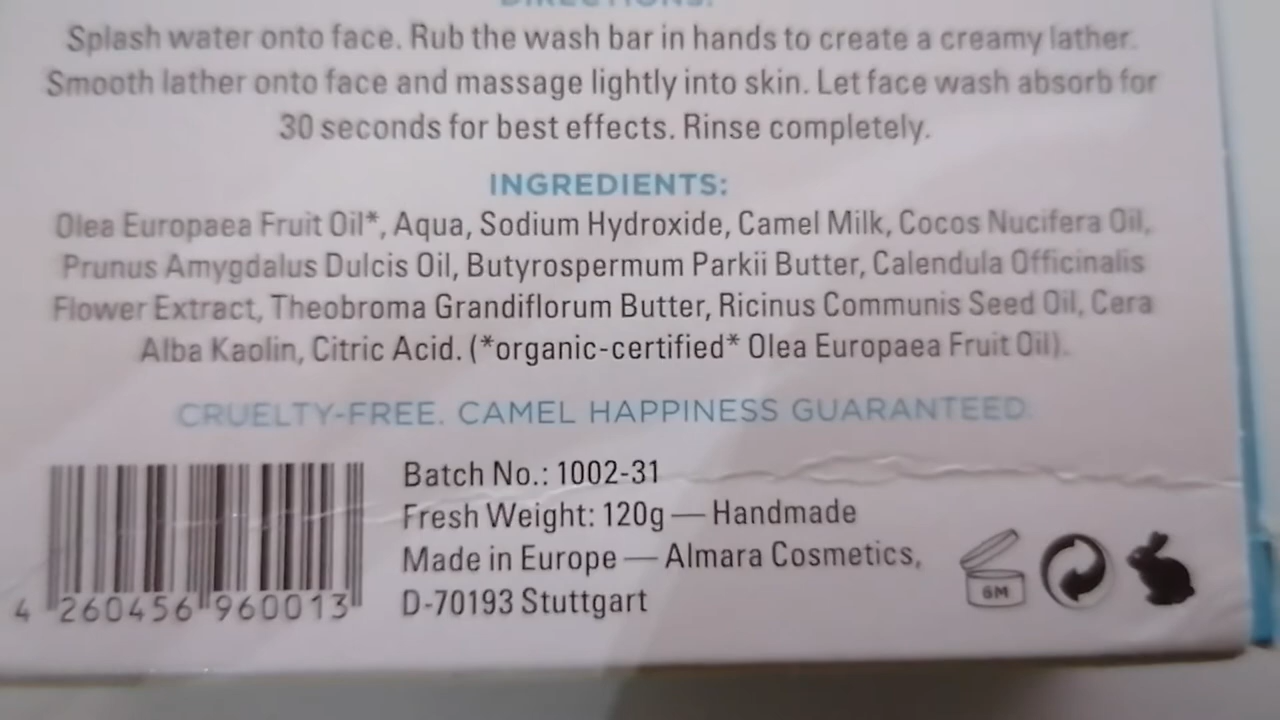 DIRECTIONS:
Splash water onto face. Rub the wash bar in hands to create a creamy lather.
Smooth lather onto face and massage lightly into skin. Let face wash absorb for
30 seconds for best effects. Rinse completely.
INGREDIENTS:
Olea Europaea Fruit Oil*, Aqua, Sodium Hydroxide, Camel Milk, Cocos Nucifera Oil,
Prunus Amygdalus Dulcis Oil, Butyrospermum Parkii Butter, Calendula Officinalis
Flower Extract, Theobroma Grandiflorum Butter, Ricinus Communis Seed Oil, Cera
Alba Kaolin, Citric Acid. (*organic-certified* Olea Europaea Fruit Oil).
CRUELTY-FREE. CAMEL HAPPINESS GUARANTEED.
Batch No.: 1002-31
Fresh Weight: 120g — Handmade
Made in Europe — Almara Cosmetics,
D-70193 Stuttgart
4 260456 960013
6M